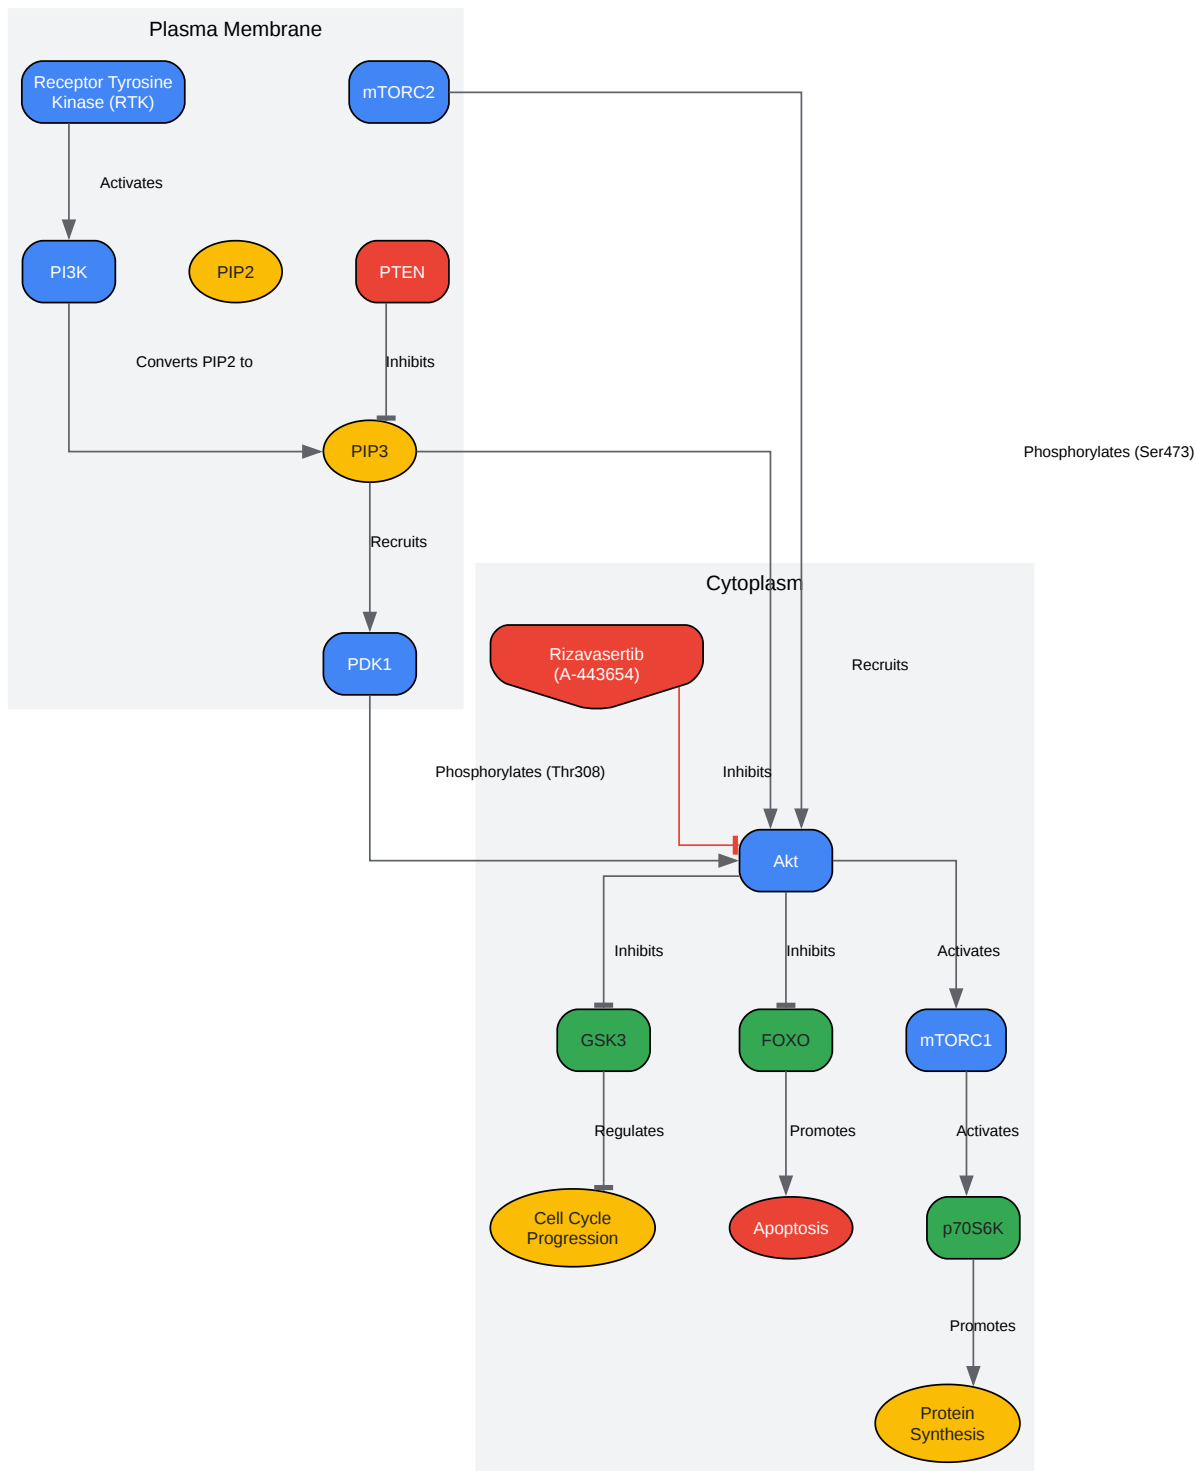 Plasma Membrane
Receptor Tyrosine
Kinase (RTK)
mTORC2
Activates
PI3K
PIP2
PTEN
Converts PIP2 to
Inhibits
PIP3
Phosphorylates (Ser473)
Recruits
Cytoplasm
PDK1
Rizavasertib
(A-443654)
Recruits
Phosphorylates (Thr308)
Inhibits
Akt
Inhibits
Inhibits
Activates
GSK3
FOXO
mTORC1
Regulates
Promotes
Activates
Cell Cycle
Progression
Apoptosis
p70S6K
Promotes
Protein
Synthesis